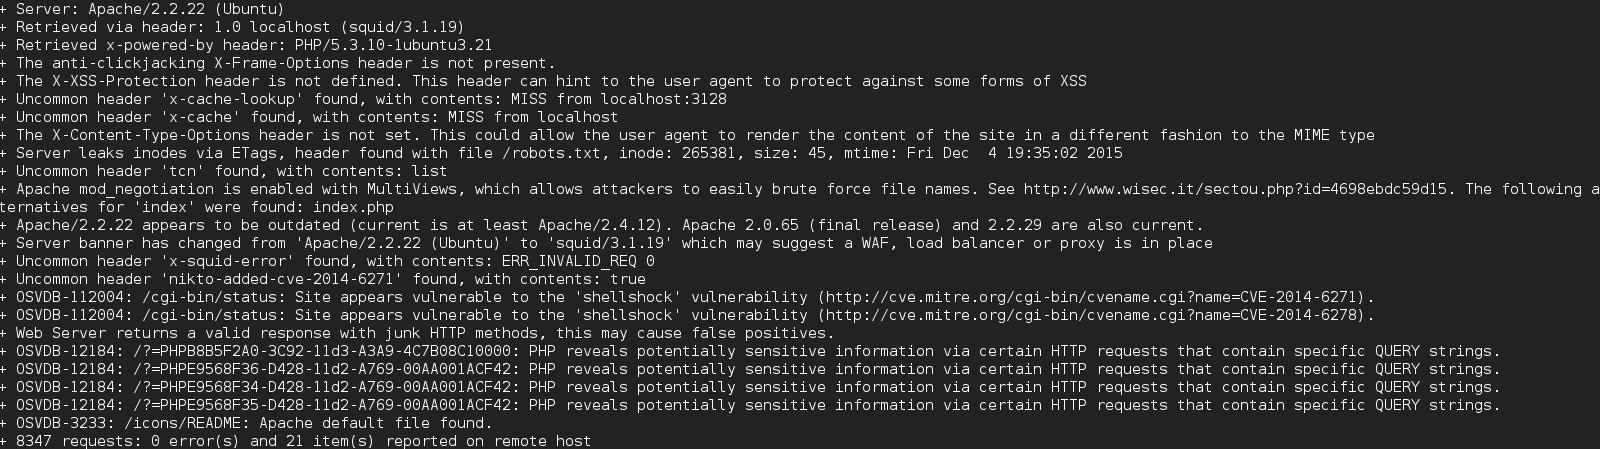 + Server: Apache/2.2.22 (Ubuntu)
+ Retrieved via header: 1.0 localhost (squid/3.1.19)
+ Retrieved x-powered-by header: PHP/5.3.10-1ubuntu3.21
+ The anti-clickjacking X-Frame-Options header is not present.
+ The X-XSS-Protection header is not defined. This header can hint to the user agent to protect against some forms of XSS
+ Uncommon header 'x-cache-lookup' found, with contents: MISS from localhost:3128
+ Uncommon header 'x-cache' found, with contents: MISS from localhost
+ The X-Content-Type-Options header is not set. This could allow the user agent to render the content of the site in a different fashion to the MIME type
+ Server leaks inodes via ETags, header found with file /robots.txt, inode: 265381, size: 45, mtime: Fri Dec  4 19:35:02 2015
+ Uncommon header 'tcn' found, with contents: list
+ Apache mod_negotiation is enabled with MultiViews, which allows attackers to easily brute force file names. See http://www.wisec.it/sectou.php?id=4698ebdc59d15. The following a
ternatives for 'index' were found: index.php
+ Apache/2.2.22 appears to be outdated (current is at least Apache/2.4.12). Apache 2.0.65 (final release) and 2.2.29 are also current.
+ Server banner has changed from 'Apache/2.2.22 (Ubuntu)' to 'squid/3.1.19' which may suggest a WAF, load balancer or proxy is in place
+ Uncommon header 'x-squid-error' found, with contents: ERR_INVALID_REQ 0
+ Uncommon header 'nikto-added-cve-2014-6271' found, with contents: true
+ OSVDB-112004: /cgi-bin/status: Site appears vulnerable to the 'shellshock' vulnerability (http://cve.mitre.org/cgi-bin/cvename.cgi?name=CVE-2014-6271).
+ OSVDB-112004: /cgi-bin/status: Site appears vulnerable to the 'shellshock' vulnerability (http://cve.mitre.org/cgi-bin/cvename.cgi?name=CVE-2014-6278).
+ Web Server returns a valid response with junk HTTP methods, this may cause false positives.
+ OSVDB-12184: /?=PHPB8B5F2A0-3C92-11d3-A3A9-4C7B08C10000: PHP reveals potentially sensitive information via certain HTTP requests that contain specific QUERY strings.
+ OSVDB-12184: /?=PHPE9568F36-D428-11d2-A769-00AA001ACF42: PHP reveals potentially sensitive information via certain HTTP requests that contain specific QUERY strings.
+ OSVDB-12184: /?=PHPE9568F34-D428-11d2-A769-00AA001ACF42: PHP reveals potentially sensitive information via certain HTTP requests that contain specific QUERY strings.
+ OSVDB-12184: /?=PHPE9568F35-D428-11d2-A769-00AA001ACF42: PHP reveals potentially sensitive information via certain HTTP requests that contain specific QUERY strings.
+ OSVDB-3233: /icons/README: Apache default file found.
+ 8347 requests: 0 error(s) and 21 item(s) reported on remote host